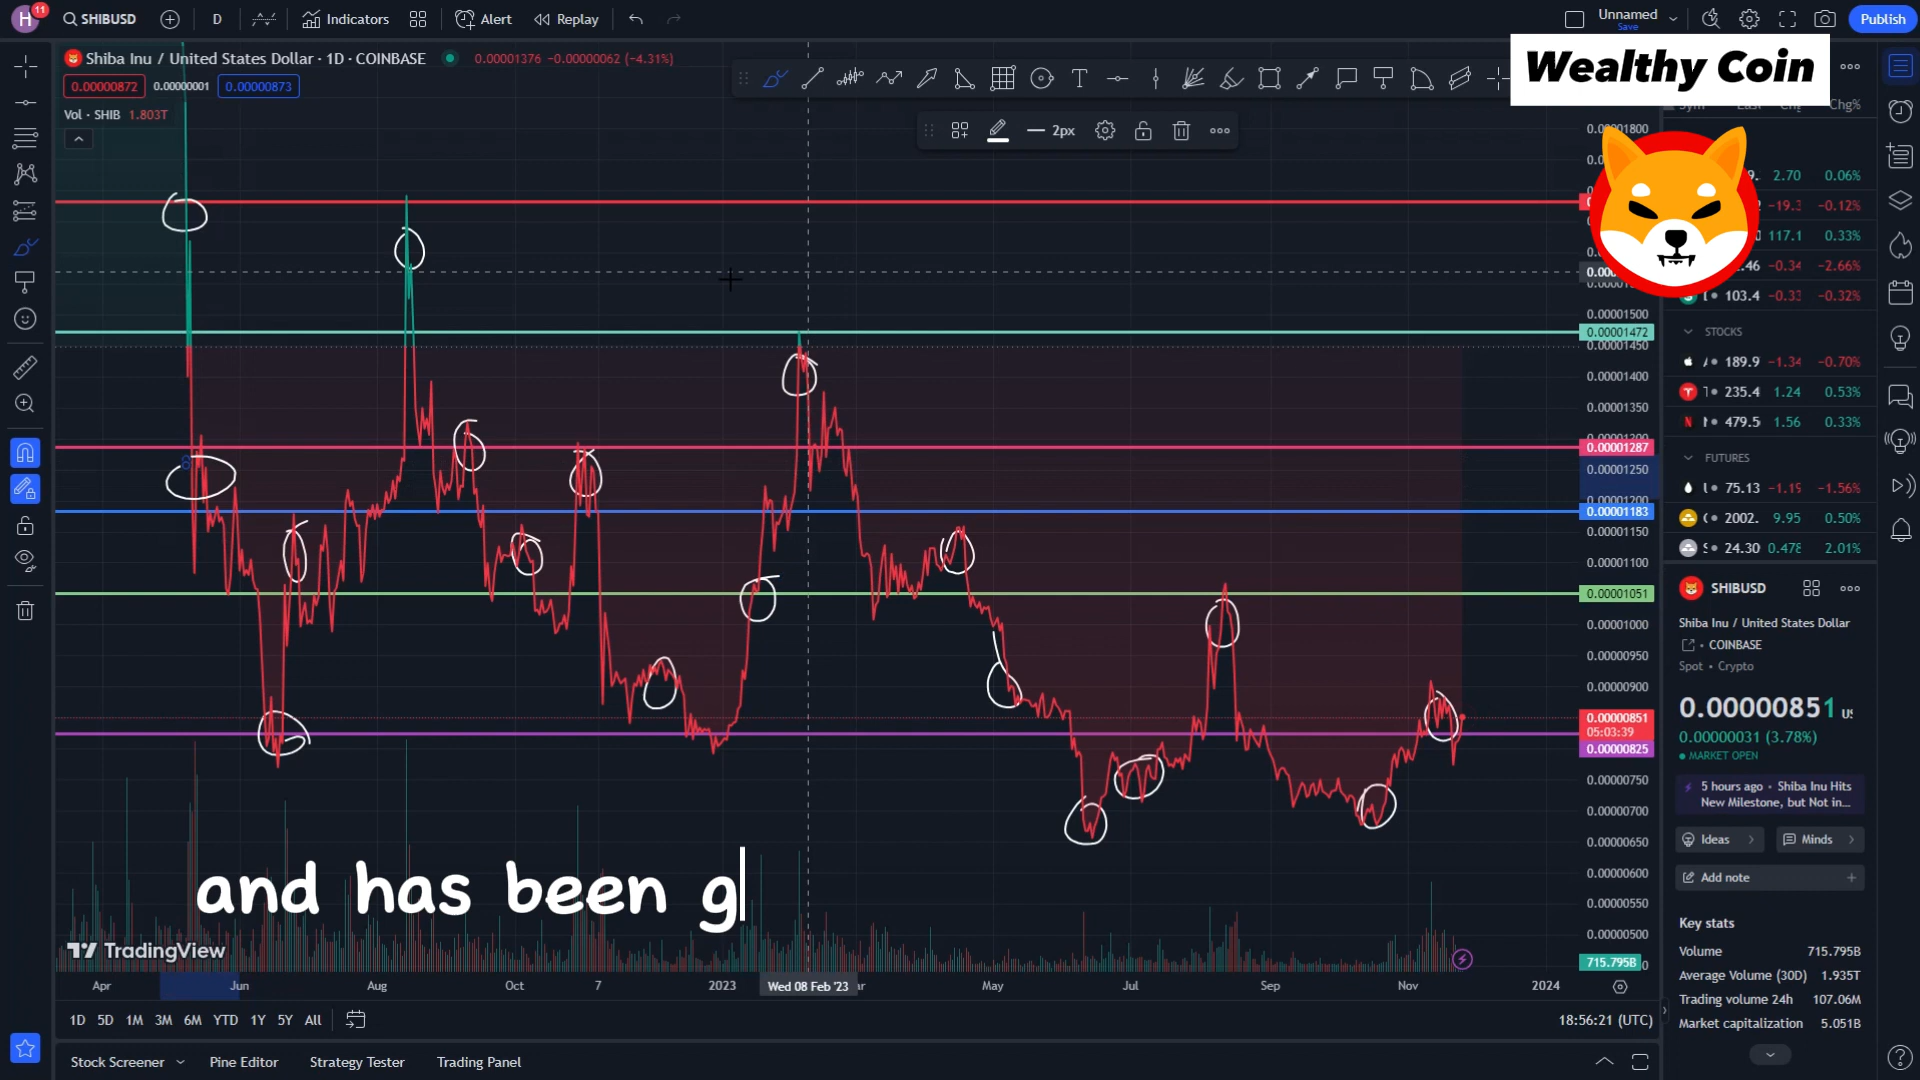 H 11 SHIBUSD D Indicators Alert Replay Unnamed Save Publish
Wealthy Coin
Shiba Inu / United States Dollar · 1D · COINBASE 0.00001376 −0.00000062 (−4.31%)
0.00000872 0.00000001 0.00000873
Vol · SHIB 1.803T
2px
Chg%
0.00001500
0.00001472
0.00001450
0.00001400
0.00001350
0.00001287
0.00001250
0.00001200
0.00001183
0.00001150
0.00001100
0.00001051
0.00001000
0.00000950
0.00000900
0.00000851
05:03:39
0.00000825
0.00000750
0.00000700
0.00000650
0.00000600
0.00000550
0.00000500
715.795B
2.70 0.06%
−19.3 −0.12%
117.1 0.33%
−0.34 −2.66%
103.4 −0.33 −0.32%
STOCKS
189.9 −1.34 −0.70%
235.4 1.24 0.53%
479.5 1.56 0.33%
FUTURES
75.13 −1.19 −1.56%
2002. 9.95 0.50%
24.30 0.478 2.01%
SHIBUSD
Shiba Inu / United States Dollar
COINBASE
Spot • Crypto
0.00000851
0.00000031 (3.78%)
MARKET OPEN
5 hours ago • Shiba Inu Hits
New Milestone, but Not in...
Ideas Minds
Add note
Key stats
Volume 715.795B
Average Volume (30D) 1.935T
Trading volume 24h 107.06M
Market capitalization 5.051B
and has been g
TradingView
Apr Jun Aug Oct 7 2023 Wed 08 Feb '23 May Jul Sep Nov 2024
1D 5D 1M 3M 6M YTD 1Y 5Y All 18:56:21 (UTC)
Stock Screener Pine Editor Strategy Tester Trading Panel